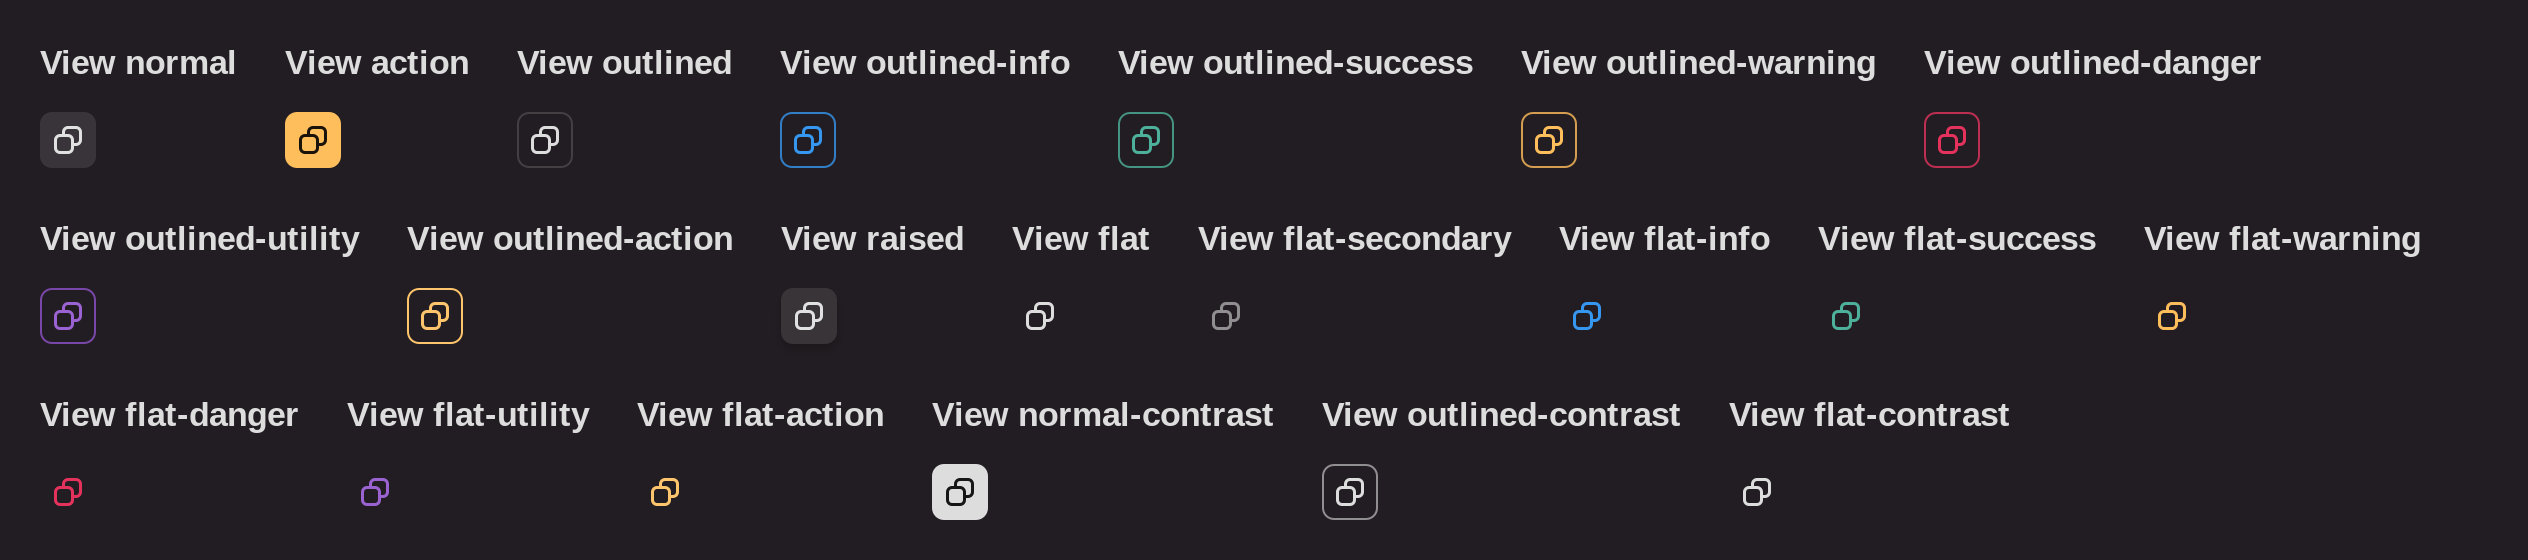 View normal View action View outlined View outlined-info View outlined-success View outlined-warning View outlined-danger
View outlined-utility View outlined-action View raised View flat View flat-secondary View flat-info View flat-success View flat-warning
View flat-danger View flat-utility View flat-action View normal-contrast View outlined-contrast View flat-contrast